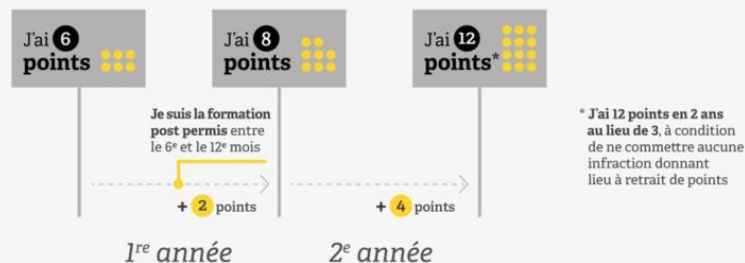 J'ai 6
points
J'ai 8
points
J'ai 12
points*
Je suis la formation
post permis entre
le 6e et le 12e mois
+ 2 points
+ 4 points
1re année
2e année
* J'ai 12 points en 2 ans
au lieu de 3, à condition
de ne commettre aucune
infraction donnant
lieu à retrait de points